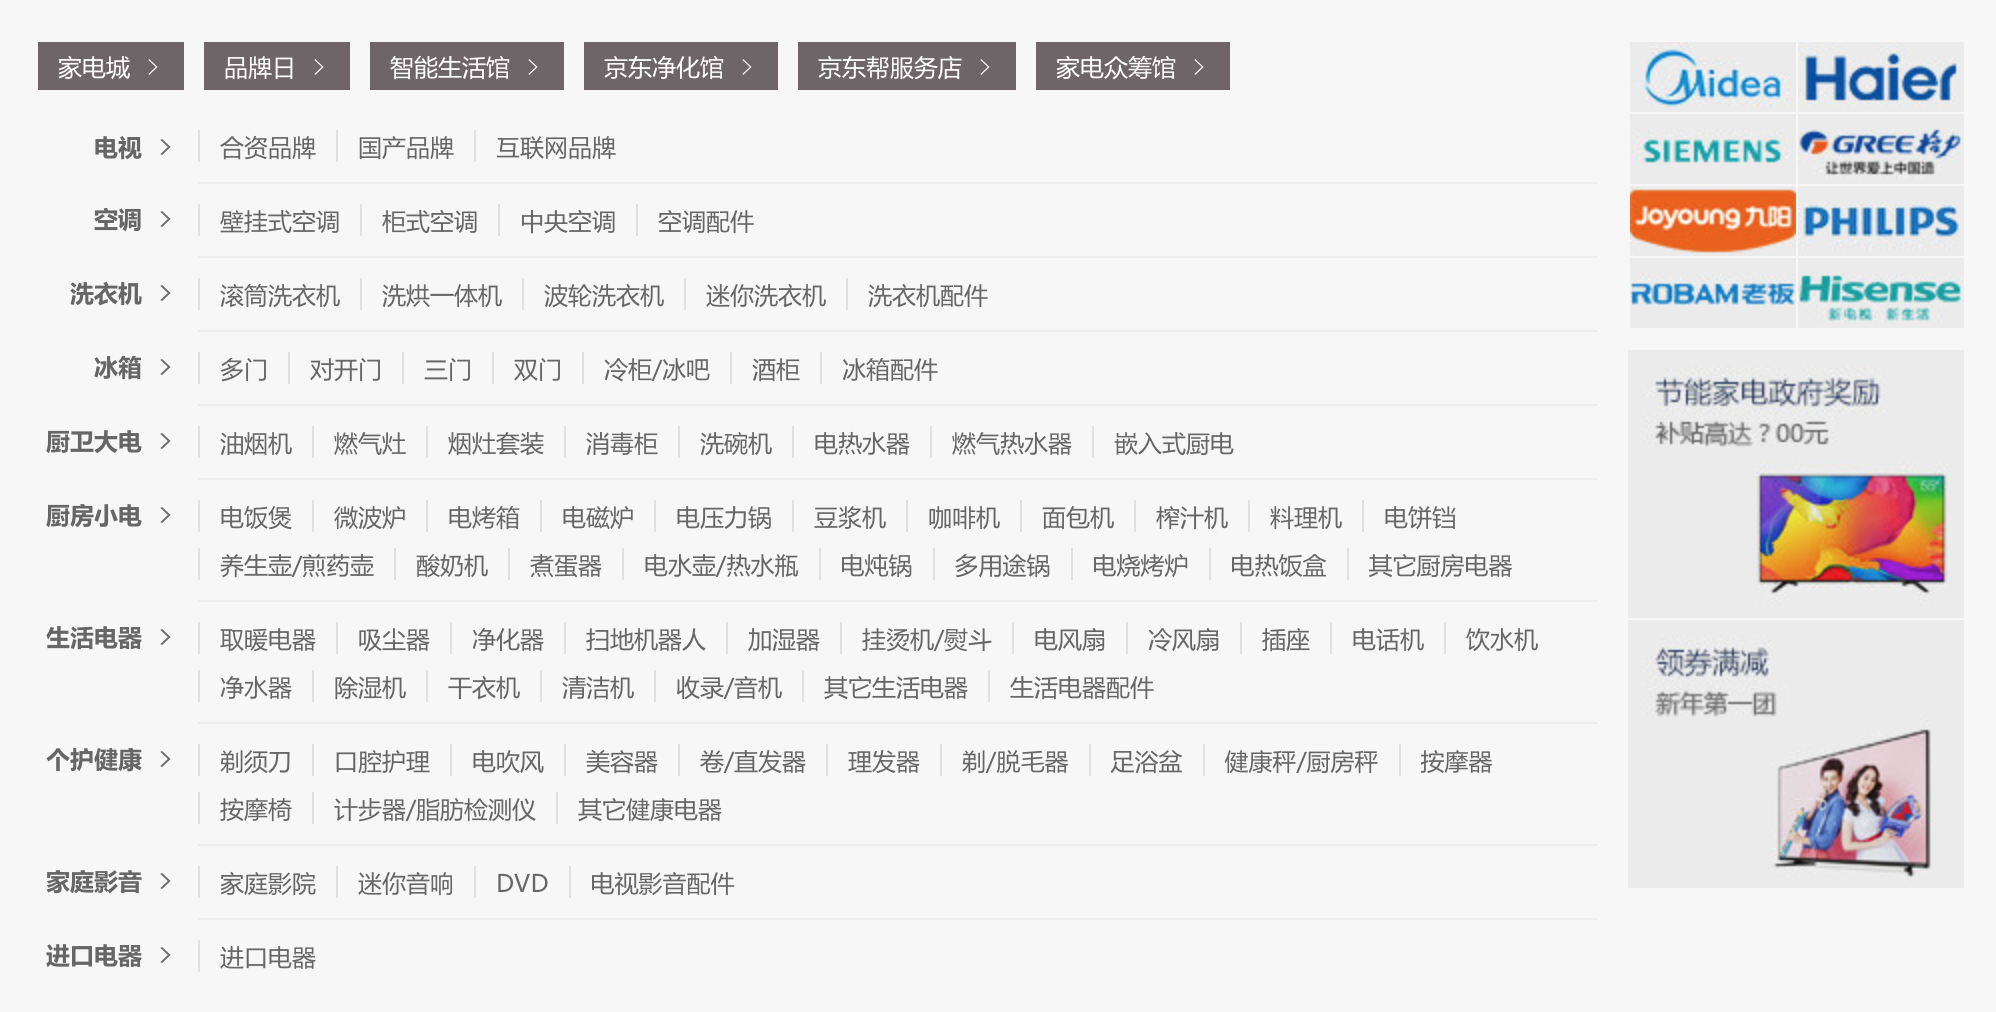 家电城 品牌日 智能生活馆 京东净化馆 京东帮服务店 家电众筹馆
电视 合资品牌 国产品牌 互联网品牌
空调 壁挂式空调 柜式空调 中央空调 空调配件
洗衣机 滚筒洗衣机 洗烘一体机 波轮洗衣机 迷你洗衣机 洗衣机配件
冰箱 多门 对开门 三门 双门 冷柜/冰吧 酒柜 冰箱配件
厨卫大电 油烟机 燃气灶 烟灶套装 消毒柜 洗碗机 电热水器 燃气热水器 嵌入式厨电
厨房小电 电饭煲 微波炉 电烤箱 电磁炉 电压力锅 豆浆机 咖啡机 面包机 榨汁机 料理机 电饼铛
养生壶/煎药壶 酸奶机 煮蛋器 电水壶/热水瓶 电炖锅 多用途锅 电烧烤炉 电热饭盒 其它厨房电器
生活电器 取暖电器 吸尘器 净化器 扫地机器人 加湿器 挂烫机/熨斗 电风扇 冷风扇 插座 电话机 饮水机
净水器 除湿机 干衣机 清洁机 收录/音机 其它生活电器 生活电器配件
个护健康 剃须刀 口腔护理 电吹风 美容器 卷/直发器 理发器 剃/脱毛器 足浴盆 健康秤/厨房秤 按摩器
按摩椅 计步器/脂肪检测仪 其它健康电器
家庭影音 家庭影院 迷你音响 DVD 电视影音配件
进口电器 进口电器
Midea Haier
SIEMENS GREE格力
让世界爱上中国造
Joyoung九阳 PHILIPS
ROBAM老板 Hisense
新电视 新生活
节能家电政府奖励
补贴高达？00元
55"
领券满减
新年第一团